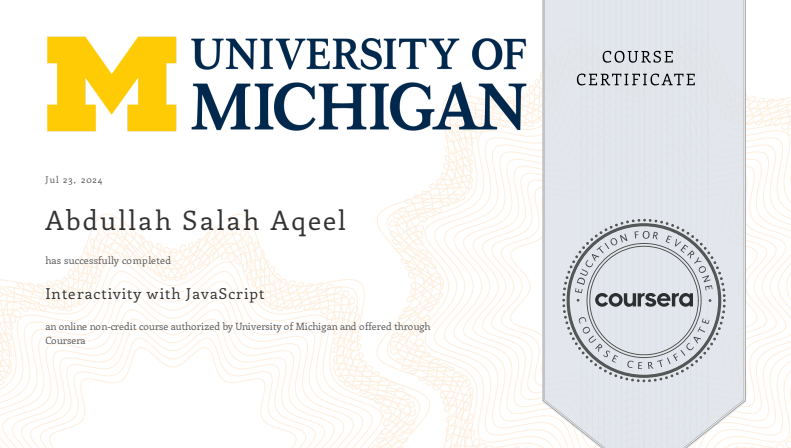 UNIVERSITY OF
MICHIGAN
COURSE
CERTIFICATE
Jul 23, 2024
Abdullah Salah Aqeel
has successfully completed
Interactivity with JavaScript
an online non-credit course authorized by University of Michigan and offered through
Coursera
EDUCATION FOR EVERYONE
coursera
COURSE CERTIFICATE